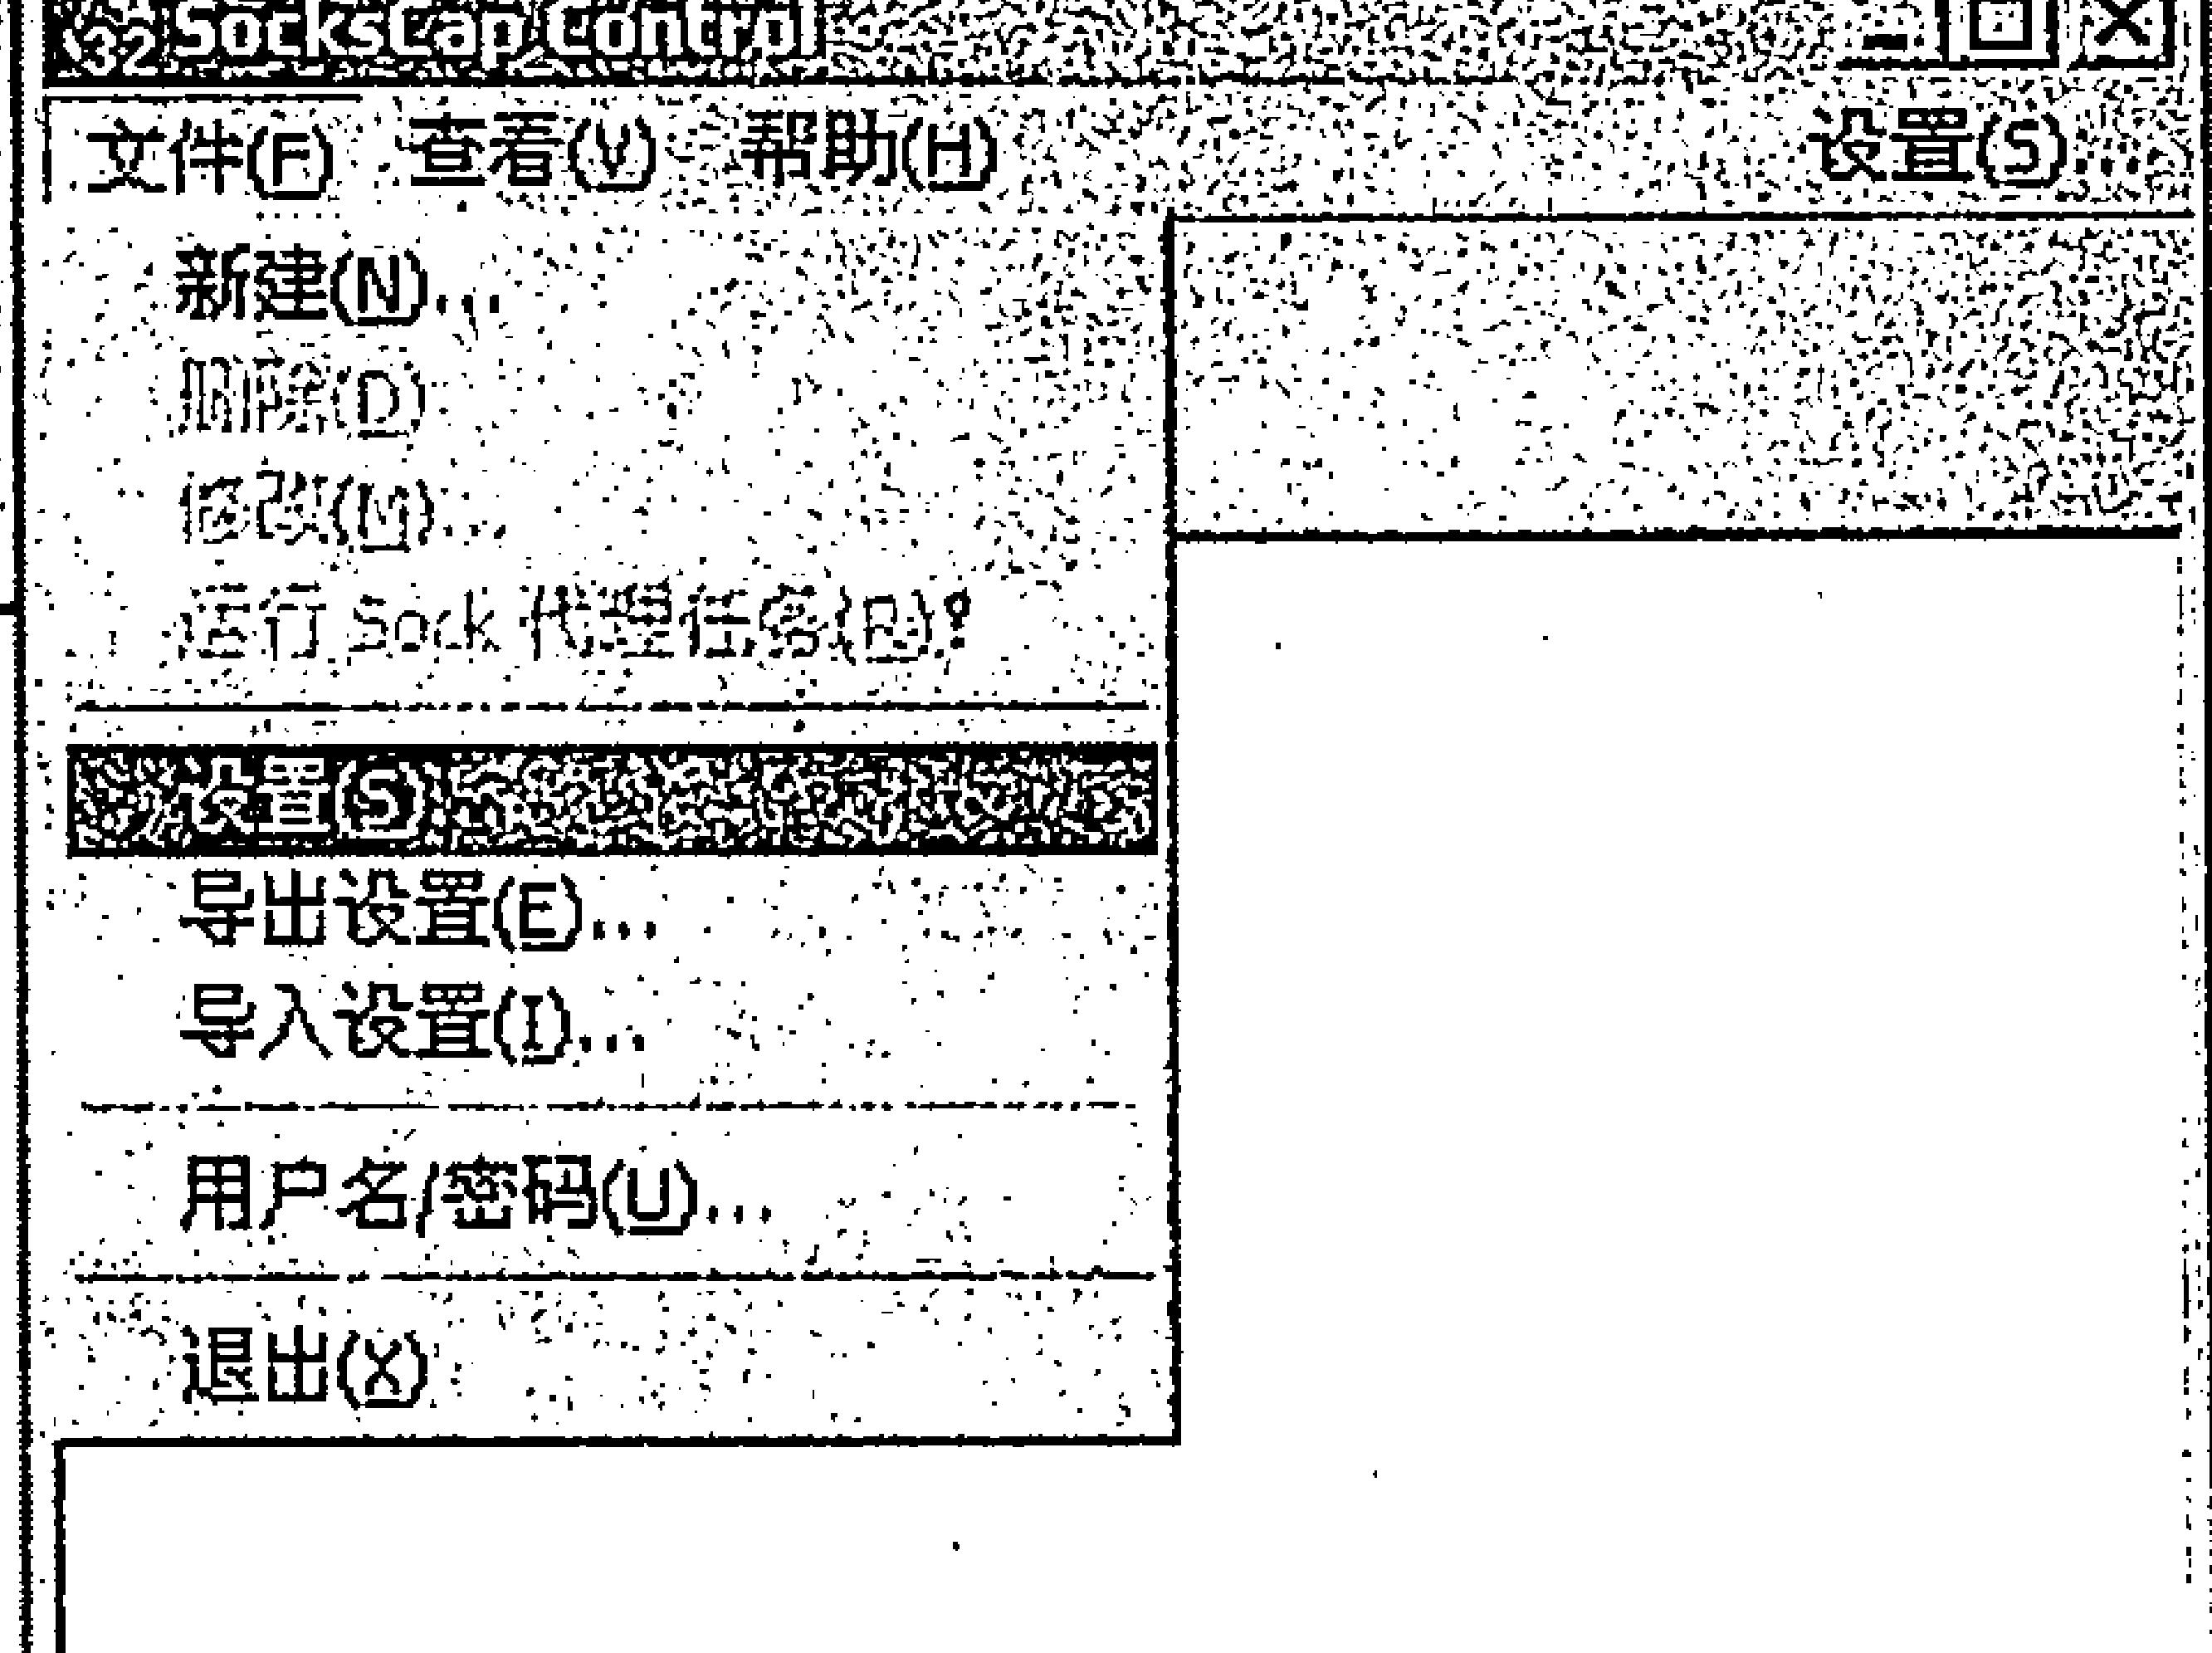 32 SocksCap Control
文件(F) 查看(V) 帮助(H) 设置(S)...
新建(N)...
删除(D)
修改(M)...
运行 Sock 代理任务(R)!
设置(S)...
导出设置(E)...
导入设置(I)...
用户名/密码(U)...
退出(X)